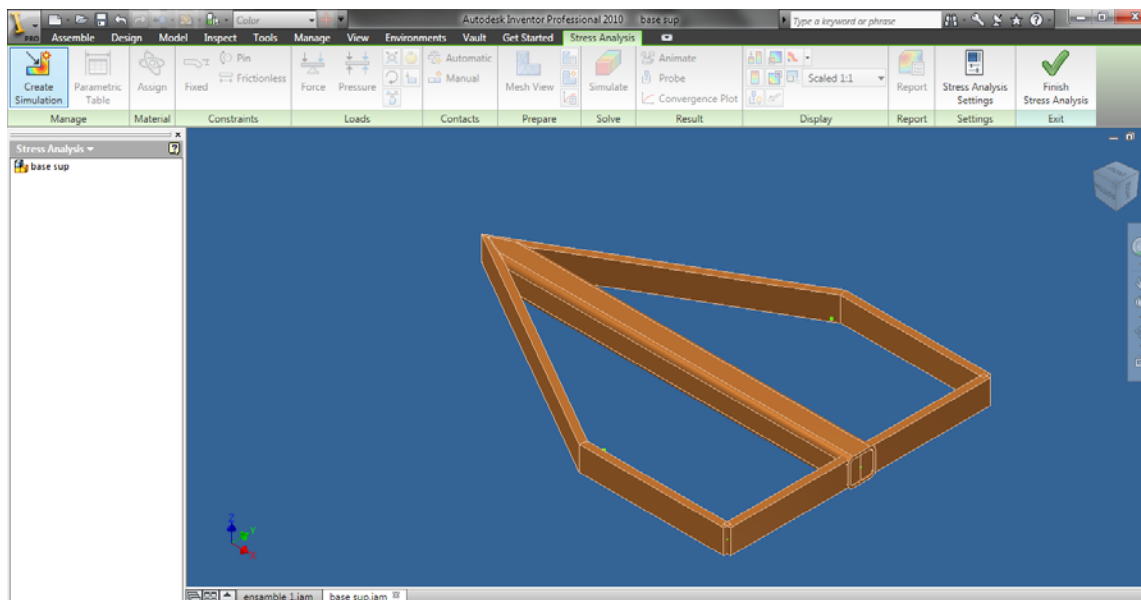 Color
Autodesk Inventor Professional 2010 base sup
Type a keyword or phrase
PRO Assemble Design Model Inspect Tools Manage View Environments Vault Get Started Stress Analysis
Create Simulation
Parametric Table
Assign
Fixed
Pin
Frictionless
Force
Pressure
Automatic
Manual
Mesh View
Simulate
Animate
Probe
Convergence Plot
Scaled 1:1
Report
Stress Analysis Settings
Finish Stress Analysis
Manage Material Constraints Loads Contacts Prepare Solve Result Display Report Settings Exit
Stress Analysis
base sup
Z
Y
X
ensamble 1.iam base sup.iam